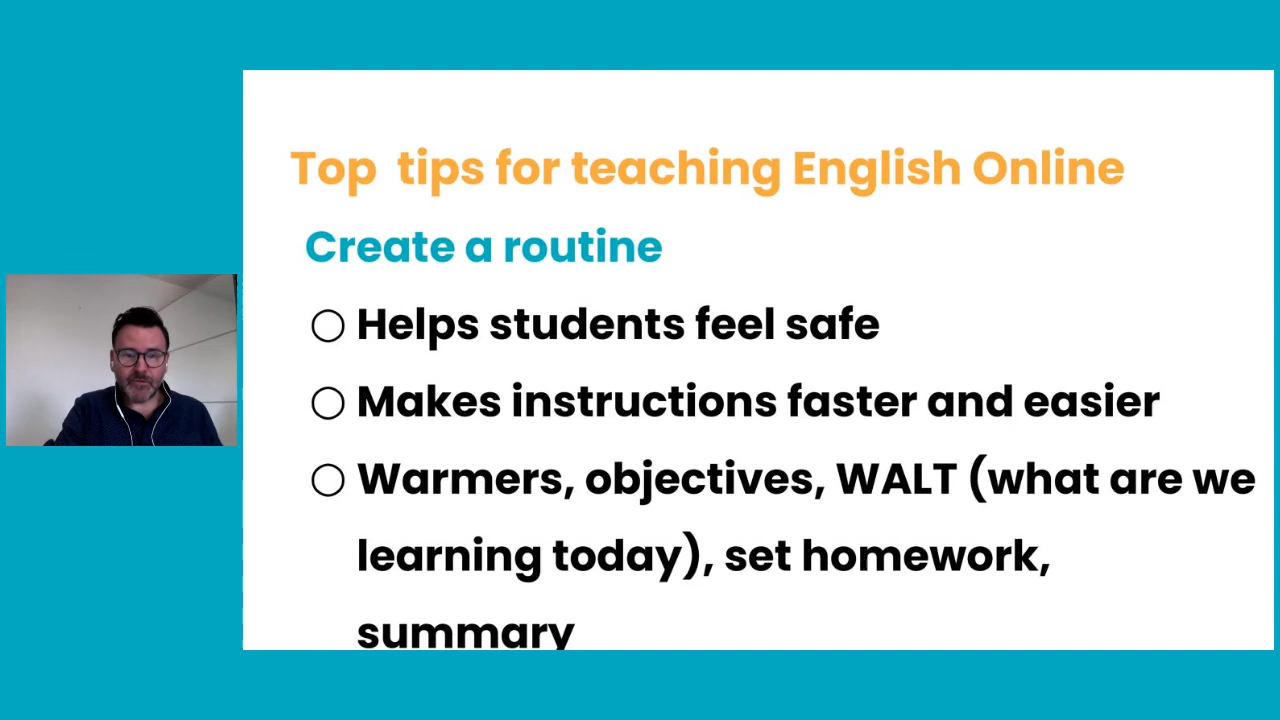 Top tips for teaching English Online
Create a routine
Helps students feel safe
Makes instructions faster and easier
Warmers, objectives, WALT (what are we
learning today), set homework,
summary